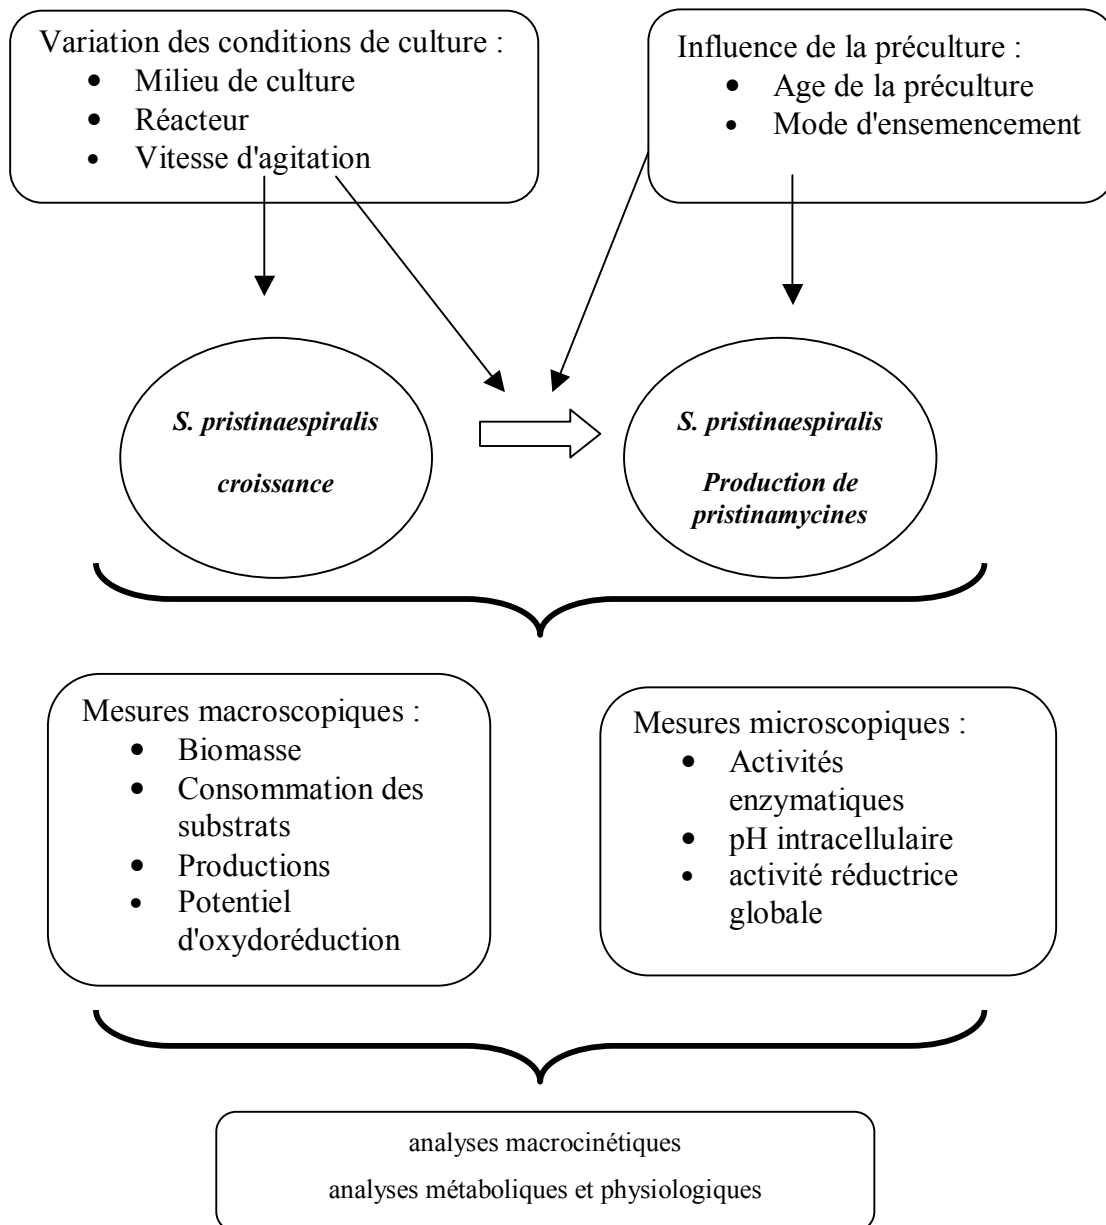 Variation des conditions de culture :
• Milieu de culture
• Réacteur
• Vitesse d'agitation
Influence de la préculture :
• Age de la préculture
• Mode d'ensemencement
S. pristinaespiralis
croissance
S. pristinaespiralis
Production de
pristinamycines
Mesures macroscopiques :
• Biomasse
• Consommation des
substrats
• Productions
• Potentiel
d'oxydoréduction
Mesures microscopiques :
• Activités
enzymatiques
• pH intracellulaire
• activité réductrice
globale
analyses macrocinétiques
analyses métaboliques et physiologiques